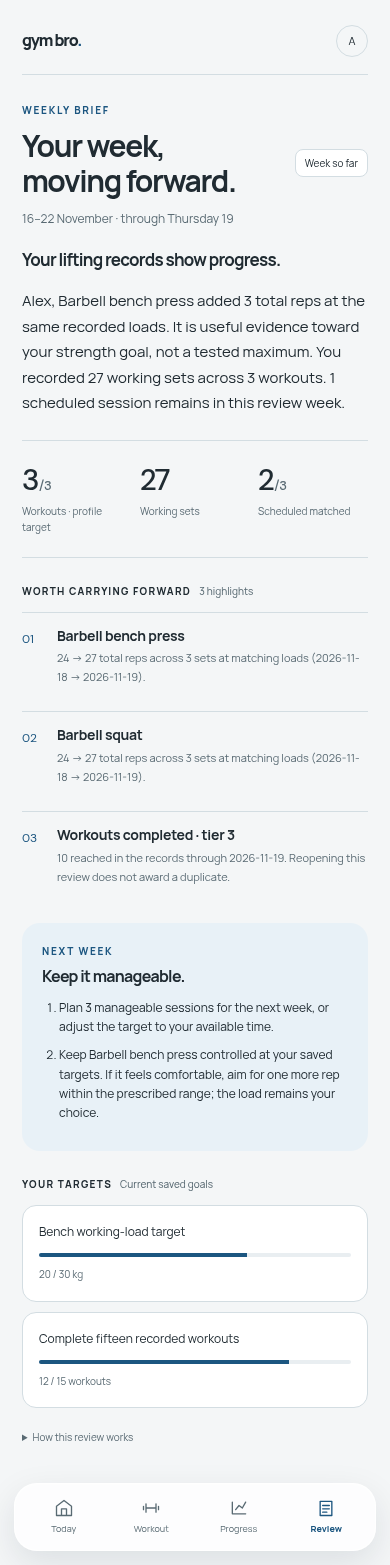 gym bro.
A
WEEKLY BRIEF
Your week,
moving forward.
Week so far
16–22 November · through Thursday 19
Your lifting records show progress.
Alex, Barbell bench press added 3 total reps at the
same recorded loads. It is useful evidence toward
your strength goal, not a tested maximum. You
recorded 27 working sets across 3 workouts. 1
scheduled session remains in this review week.
3/3
Workouts · profile
target
27
Working sets
2/3
Scheduled matched
WORTH CARRYING FORWARD 3 highlights
01
Barbell bench press
24 → 27 total reps across 3 sets at matching loads (2026-11-
18 → 2026-11-19).
02
Barbell squat
24 → 27 total reps across 3 sets at matching loads (2026-11-
18 → 2026-11-19).
03
Workouts completed · tier 3
10 reached in the records through 2026-11-19. Reopening this
review does not award a duplicate.
NEXT WEEK
Keep it manageable.
1. Plan 3 manageable sessions for the next week, or
adjust the target to your available time.
2. Keep Barbell bench press controlled at your saved
targets. If it feels comfortable, aim for one more rep
within the prescribed range; the load remains your
choice.
YOUR TARGETS Current saved goals
Bench working-load target
20 / 30 kg
Complete fifteen recorded workouts
12 / 15 workouts
How this review works
Today
Workout
Progress
Review